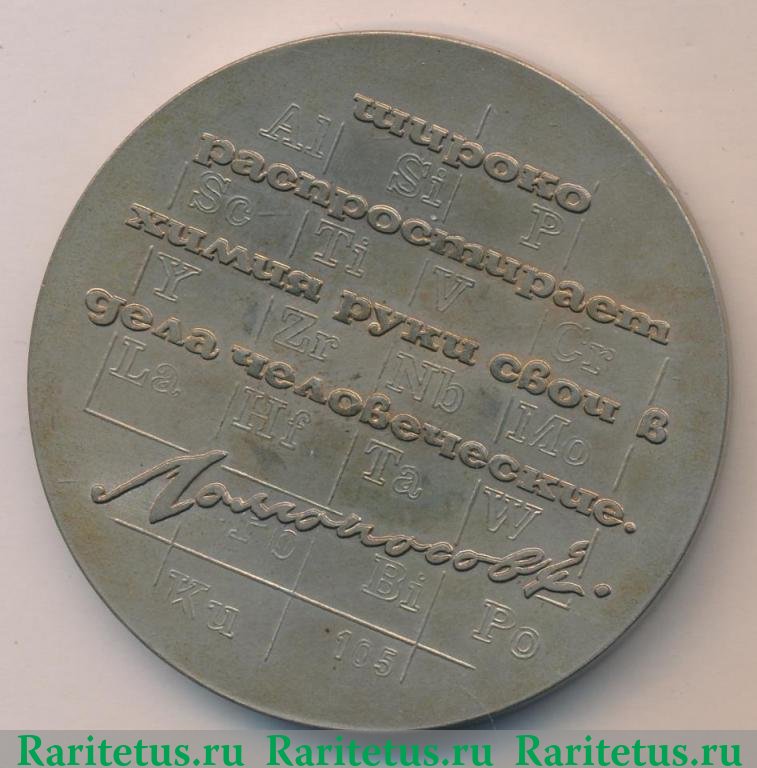 широко
Al Si P
распростирает
Sc Ti V Cr
химия руки свои в
Y Zr Nb Mo
дела человеческие.
La Hf Ta W
Ломоносовъ.
Bi Po
Ku 105
Raritetus.ru Raritetus.ru Raritetus.ru